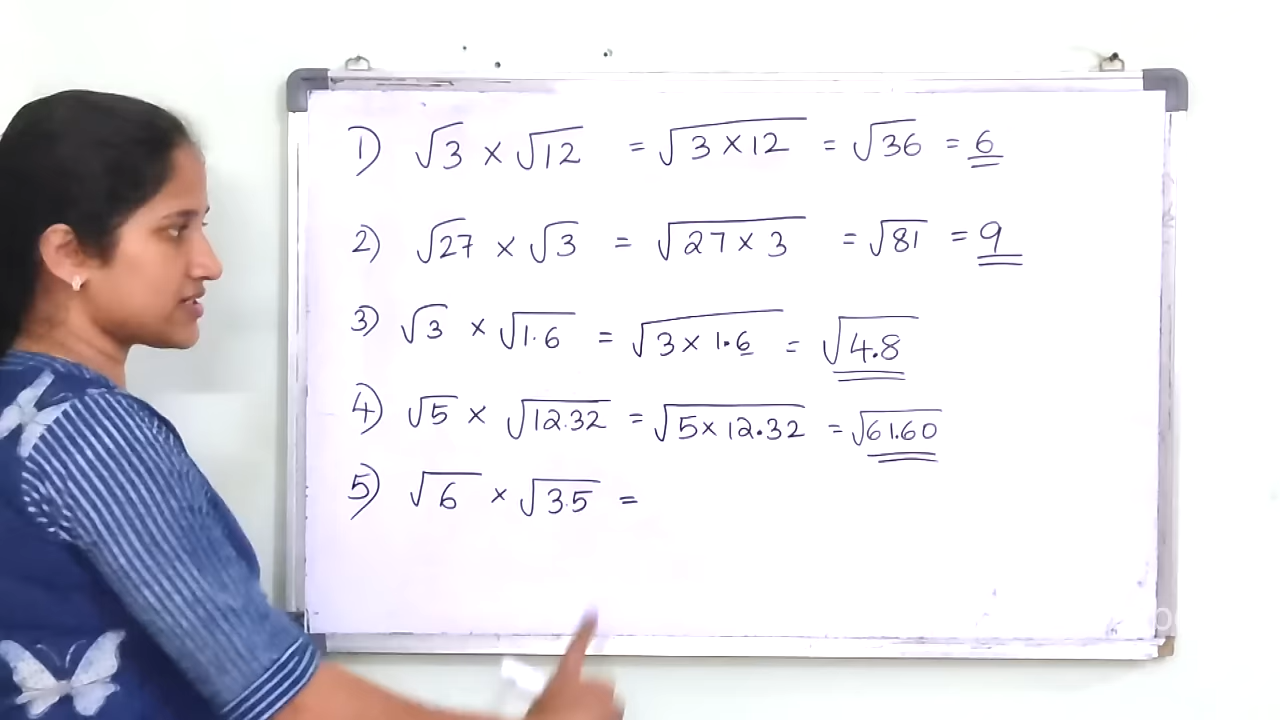 1) √3 × √12 = √3 × 12 = √36 = 6
2) √27 × √3 = √27 × 3 = √81 = 9
3) √3 × √1.6 = √3 × 1.6 = √4.8
4) √5 × √12.32 = √5 × 12.32 = √61.60
5) √6 × √3.5 =